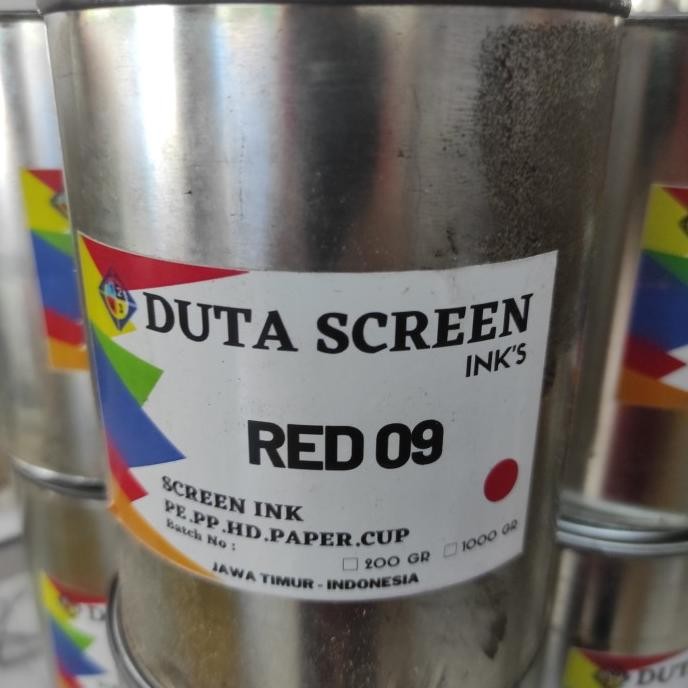 DUTA SCREEN
INK'S
RED 09
SCREEN INK
PE.PP.HD.PAPER.CUP
Batch No :
200 GR 1000 GR
JAWA TIMUR - INDONESIA